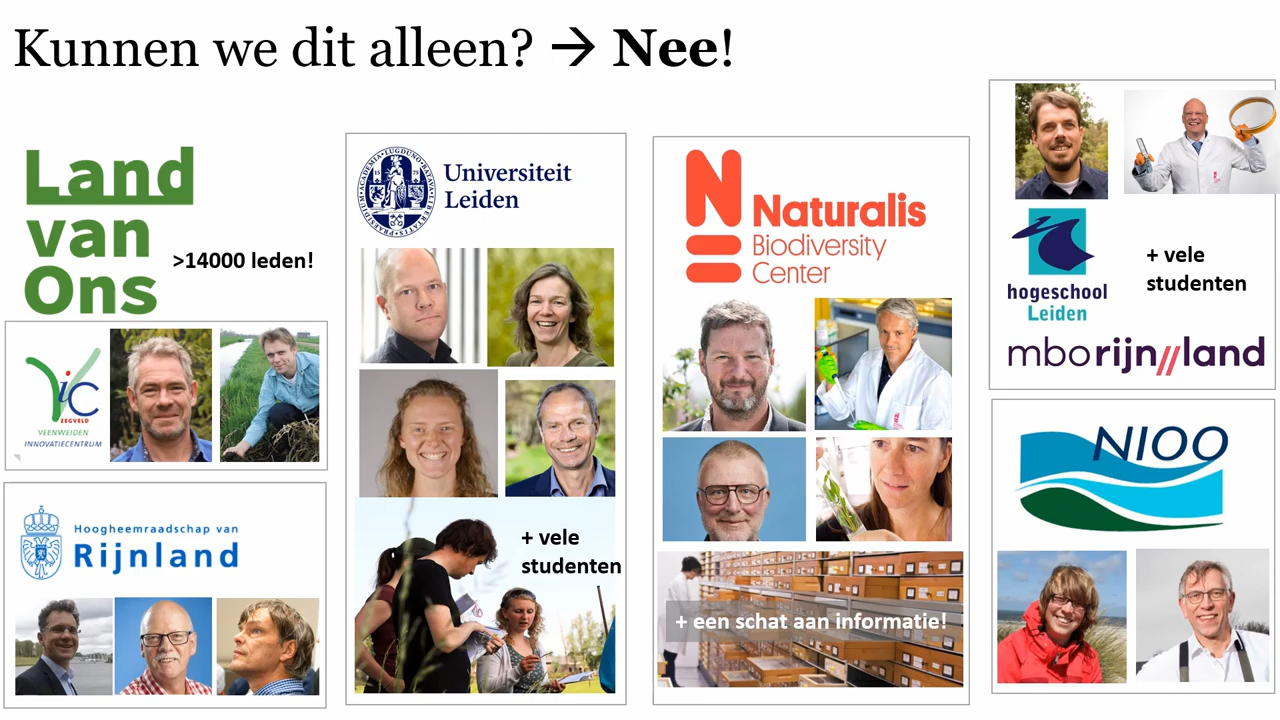 Kunnen we dit alleen? → Nee!
Land
van
Ons
>14000 leden!
ViC
ZEGVELD
VEENWEIDEN
INNOVATIECENTRUM
Hoogheemraadschap van
Rijnland
Universiteit
Leiden
+ vele
studenten
Naturalis
Biodiversity
Center
+ een schat aan informatie!
hogeschool
Leiden
+ vele
studenten
mborijn//land
NIOO